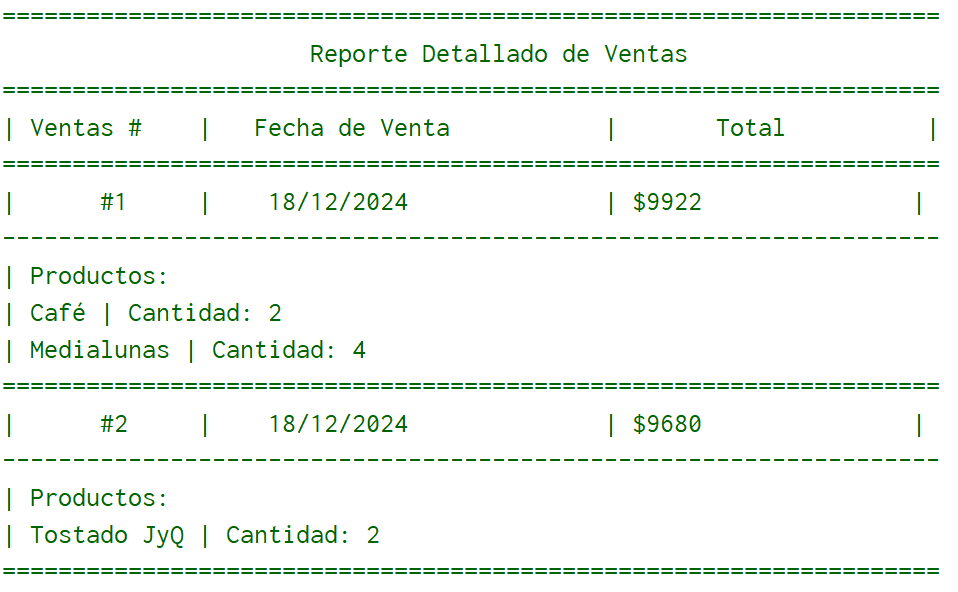 ===================================================================
Reporte Detallado de Ventas
===================================================================
| Ventas #    |   Fecha de Venta           |       Total          |
===================================================================
|      #1     |    18/12/2024              | $9922               |
-------------------------------------------------------------------
| Productos:
| Café | Cantidad: 2
| Medialunas | Cantidad: 4
===================================================================
|      #2     |    18/12/2024              | $9680               |
-------------------------------------------------------------------
| Productos:
| Tostado JyQ | Cantidad: 2
===================================================================